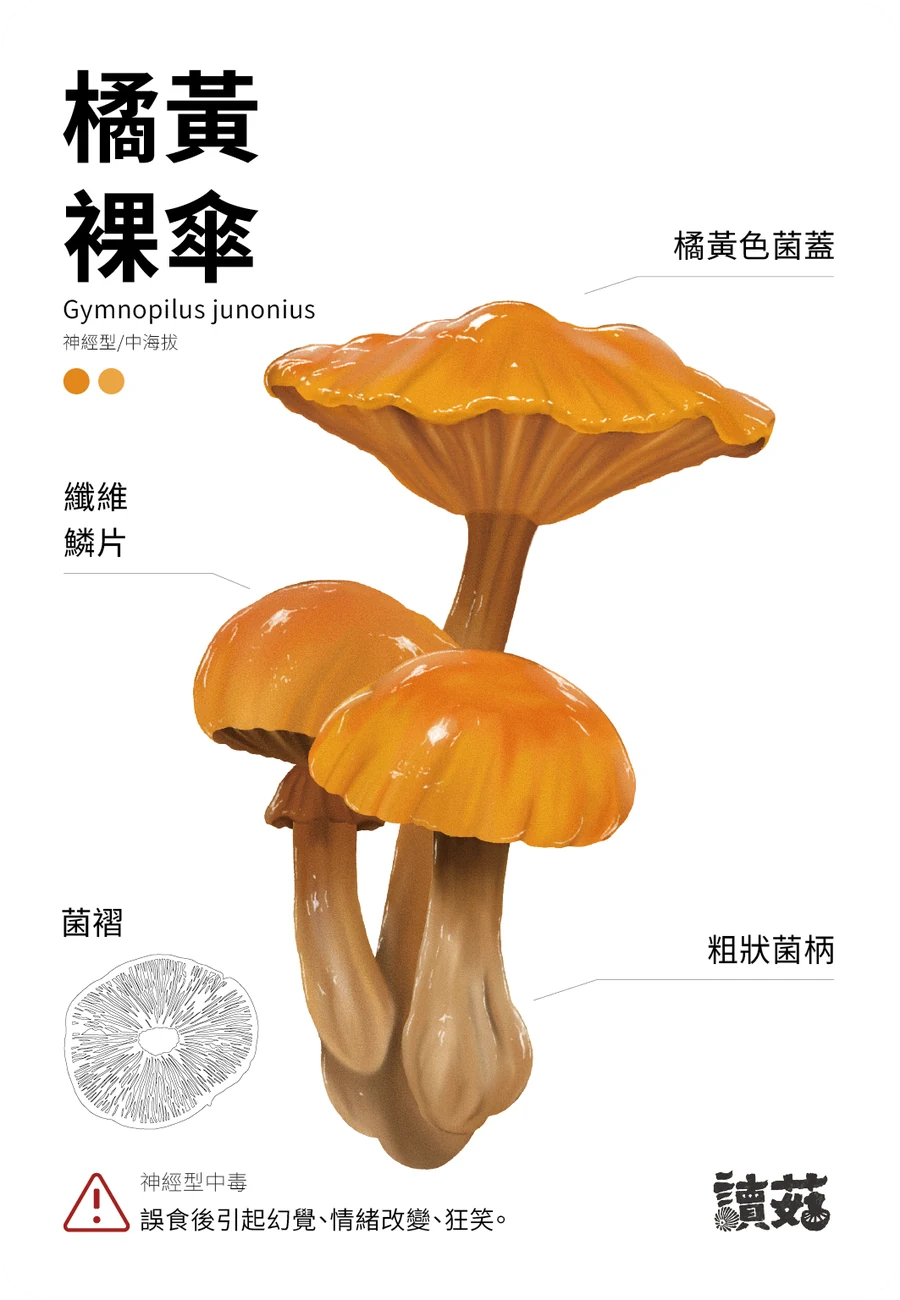 橘黃
裸傘
Gymnopilus junonius
神經型/中海拔
橘黃色菌蓋
纖維
鱗片
菌褶
粗狀菌柄
神經型中毒
誤食後引起幻覺、情緒改變、狂笑。
讀菇